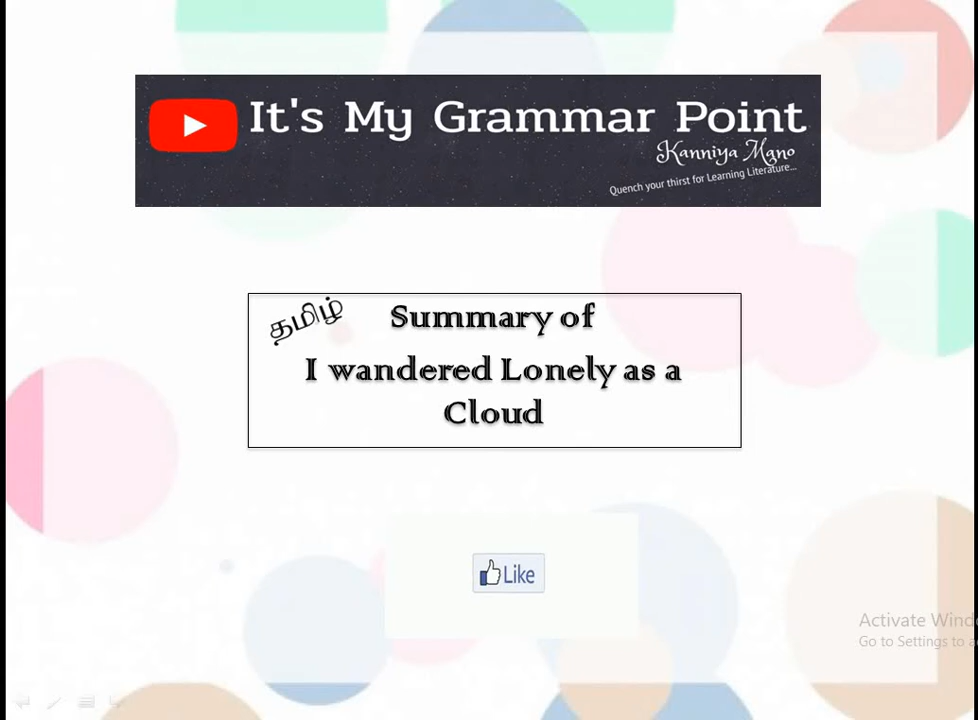 It's My Grammar Point
Kanniya Mano
Quench your thirst for Learning Literature...
தமிழ்
Summary of
I wandered Lonely as a
Cloud
Like
Activate Wind
Go to Settings to a